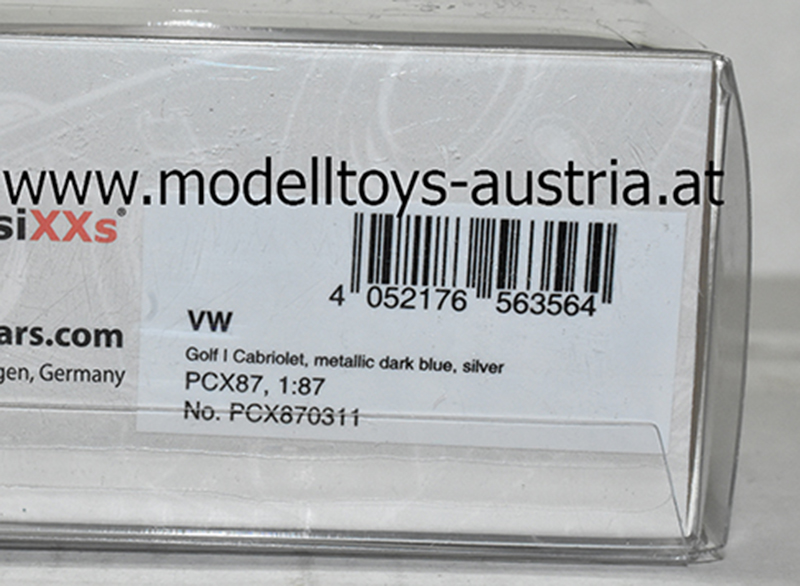 www.modelltoys-austria.at
siXXs®
4 052176 563564
VW
ars.com
Golf I Cabriolet, metallic dark blue, silver
gen, Germany
PCX87, 1:87
No. PCX870311